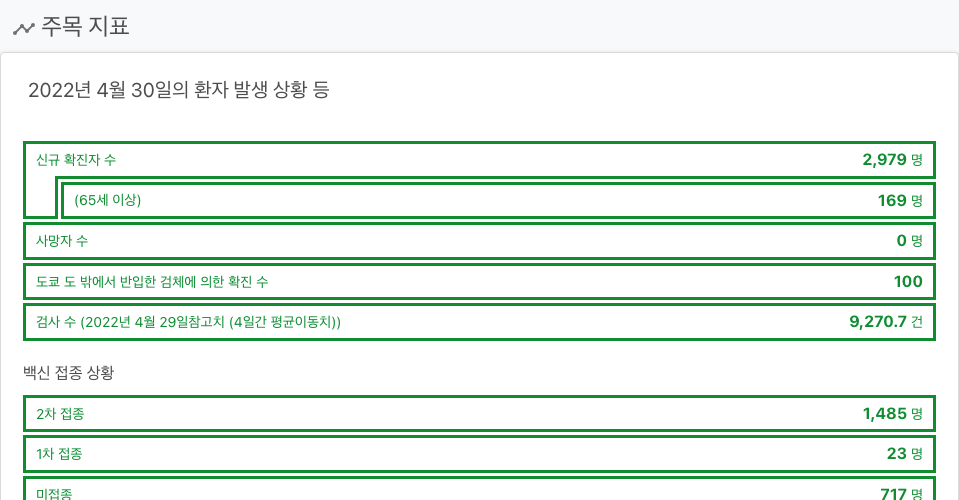 주목 지표
2022년 4월 30일의 환자 발생 상황 등
신규 확진자 수 2,979 명
(65세 이상) 169 명
사망자 수 0 명
도쿄 도 밖에서 반입한 검체에 의한 확진 수 100
검사 수 (2022년 4월 29일참고치 (4일간 평균이동치)) 9,270.7 건
백신 접종 상황
2차 접종 1,485 명
1차 접종 23 명
미접종 717 명